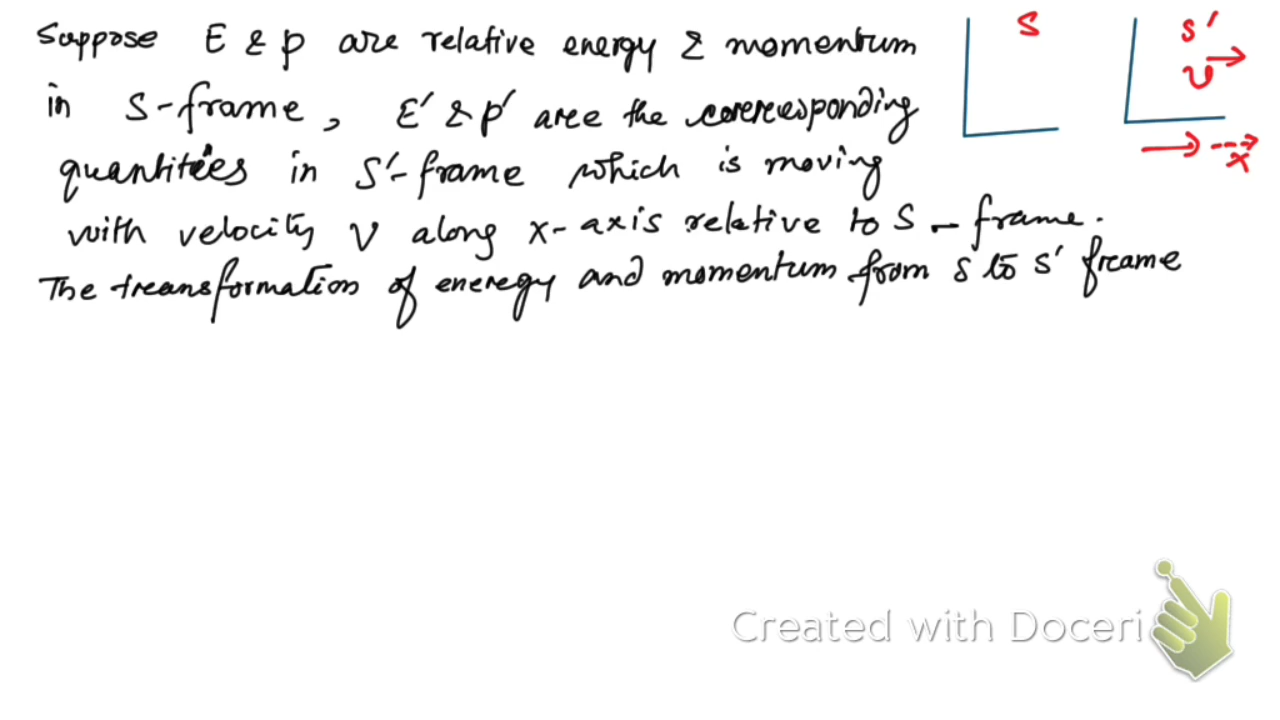 Suppose E & p are relative energy & momentum
in S-frame, E' & p' are the corresponding
quantities in S'-frame which is moving
with velocity v along x-axis relative to S-frame.
The transformation of energy and momentum from S to S' frame
S
S'
v
x
Created with Doceri